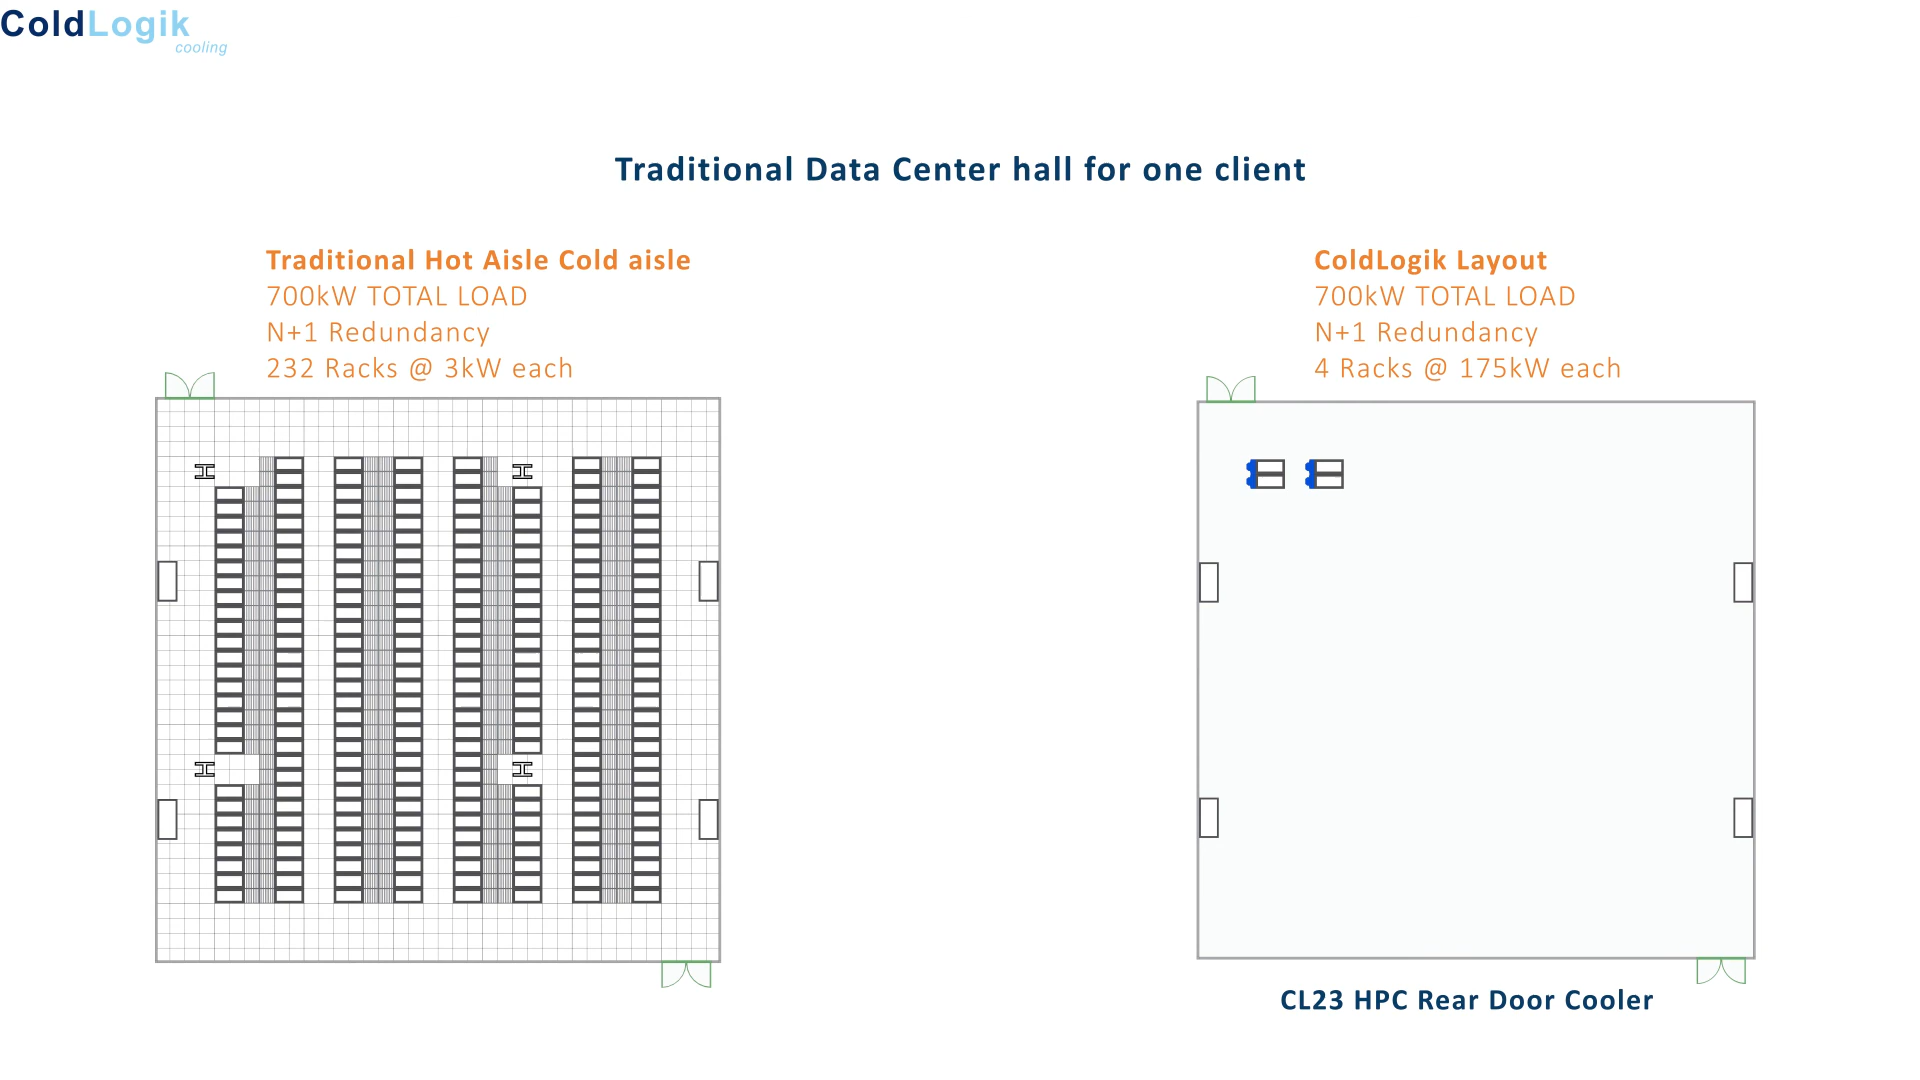 ColdLogik
cooling
Traditional Data Center hall for one client
Traditional Hot Aisle Cold aisle
700kW TOTAL LOAD
N+1 Redundancy
232 Racks @ 3kW each
ColdLogik Layout
700kW TOTAL LOAD
N+1 Redundancy
4 Racks @ 175kW each
CL23 HPC Rear Door Cooler